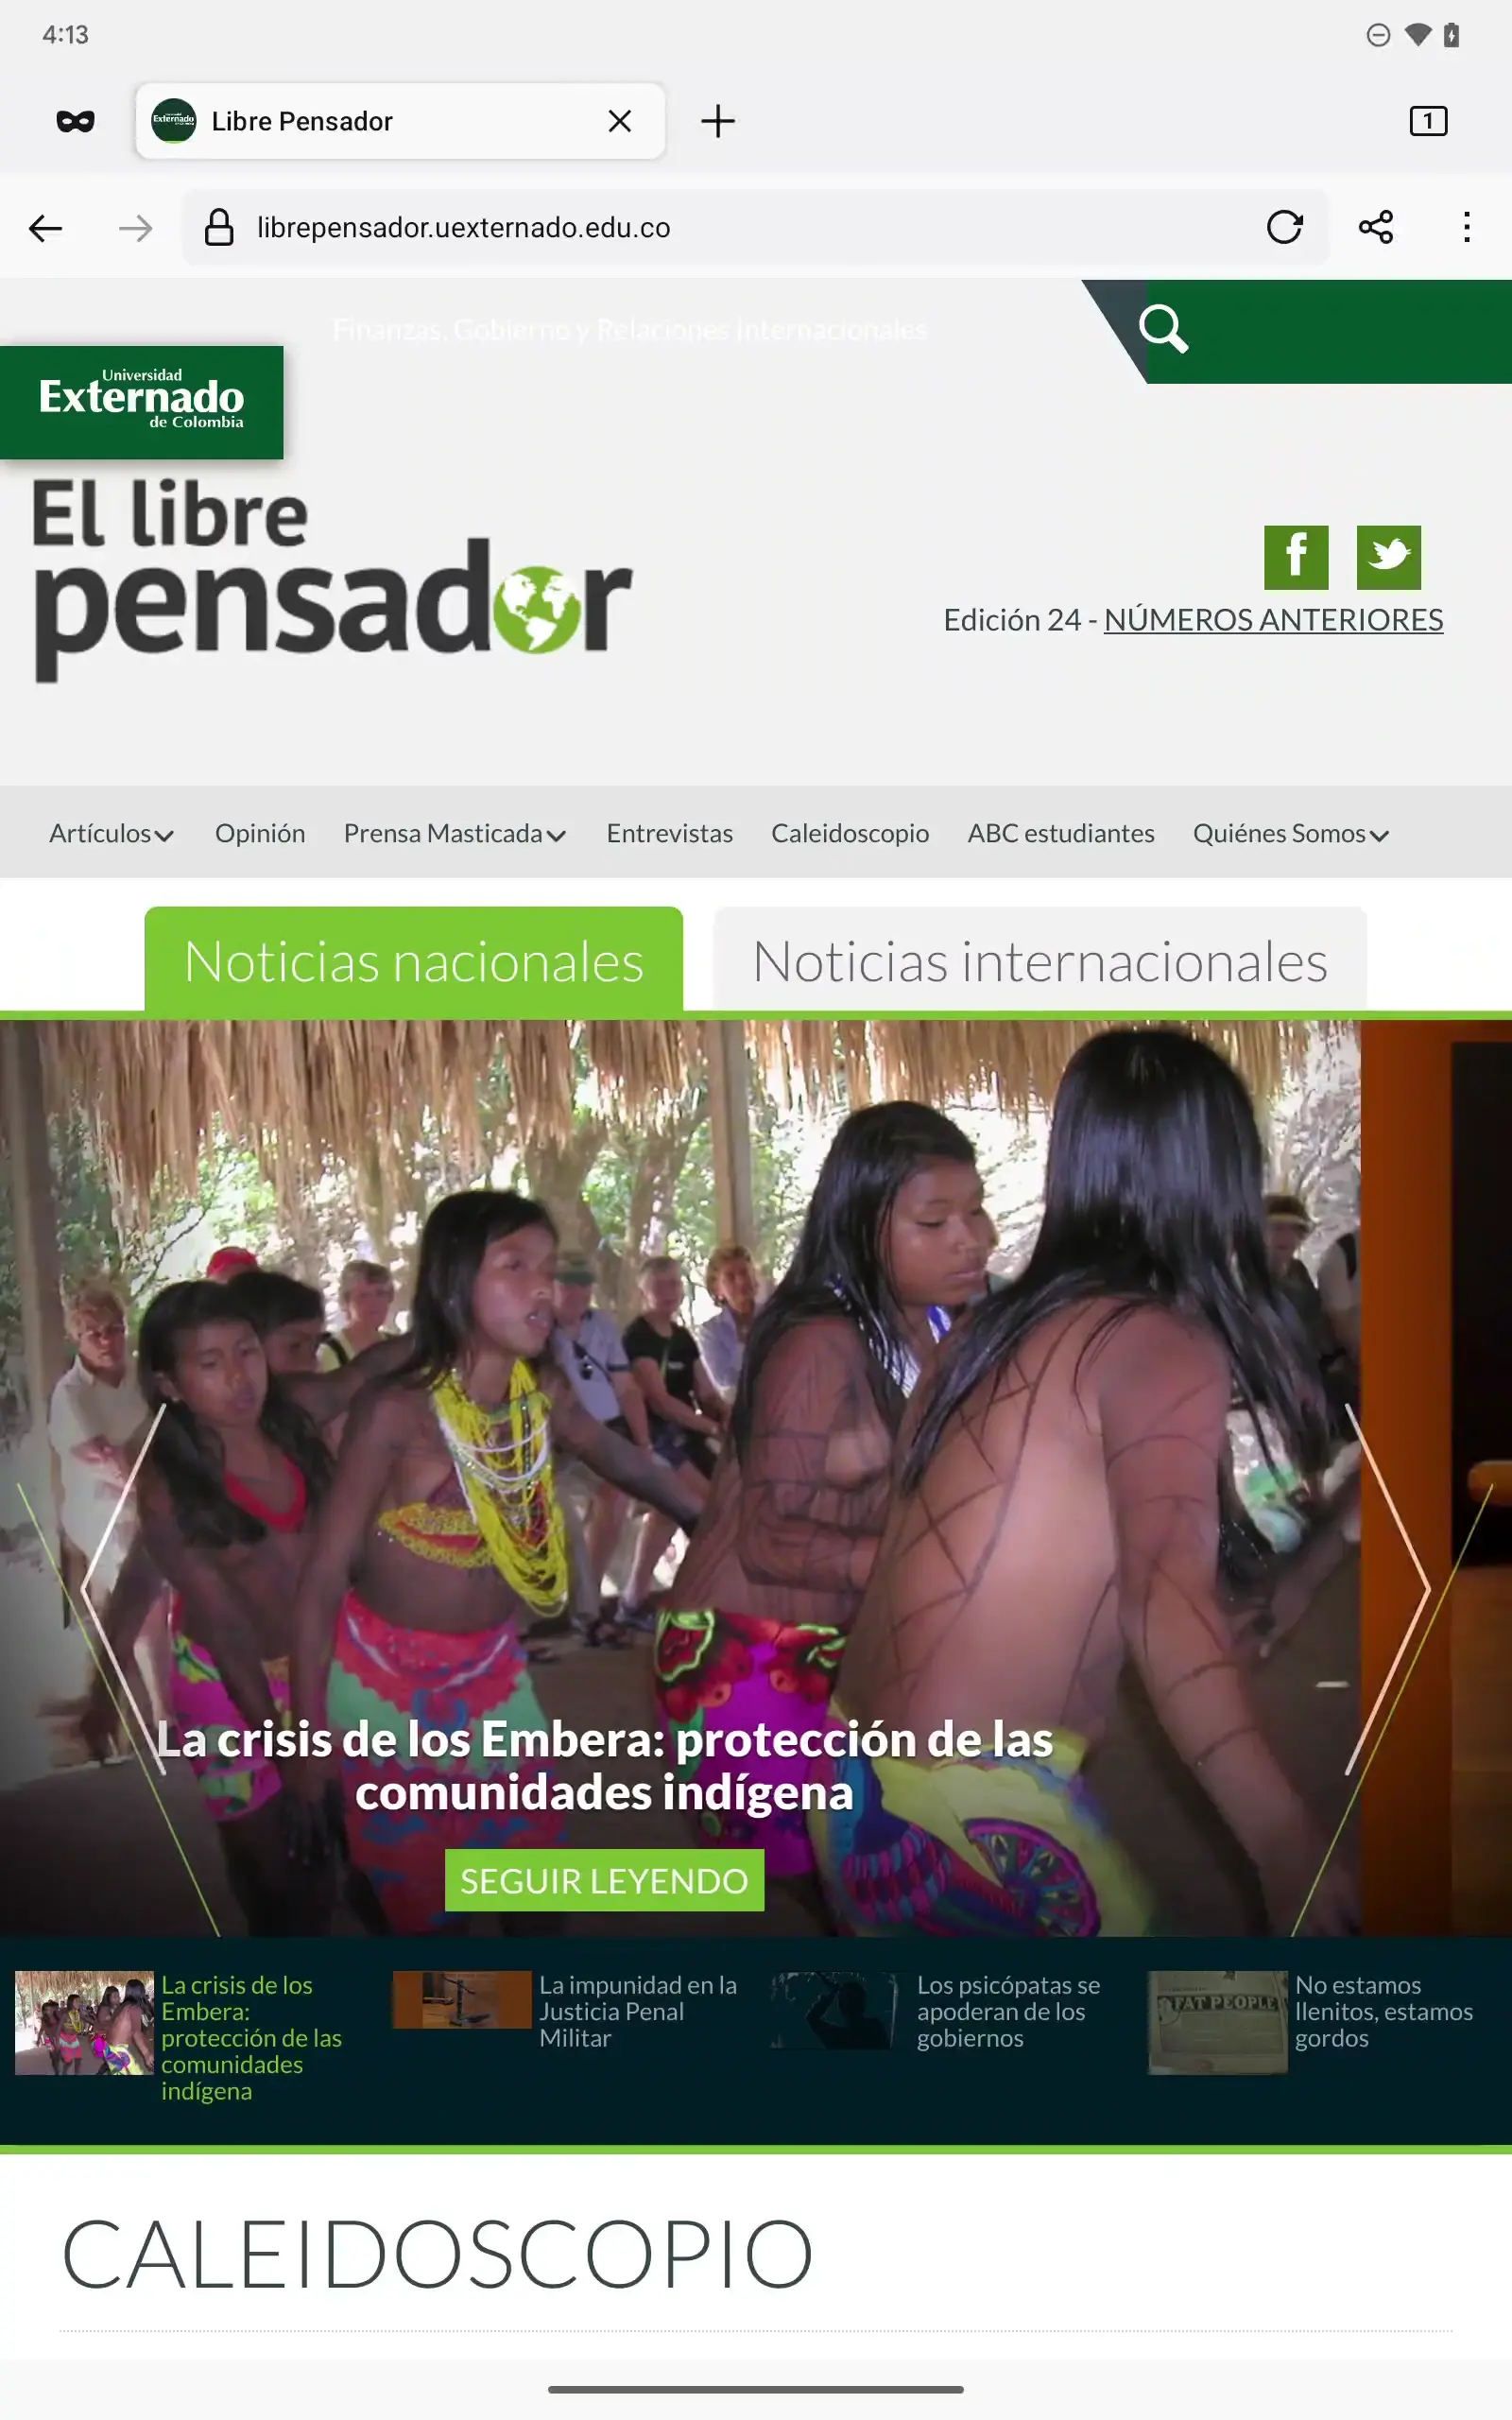 4:13
Externado
Libre Pensador
1
librepensador.uexternado.edu.co
Finanzas, Gobierno y Relaciones Internacionales
Universidad
Externado
de Colombia
El libre
pensador
Edición 24 - NÚMEROS ANTERIORES
Artículos Opinión Prensa Masticada Entrevistas Caleidoscopio ABC estudiantes Quiénes Somos
Noticias nacionales Noticias internacionales
La crisis de los Embera: protección de las
comunidades indígena
SEGUIR LEYENDO
La crisis de los
Embera:
protección de las
comunidades
indígena
La impunidad en la
Justicia Penal
Militar
Los psicópatas se
apoderan de los
gobiernos
FAT PEOPLE
No estamos
llenitos, estamos
gordos
CALEIDOSCOPIO